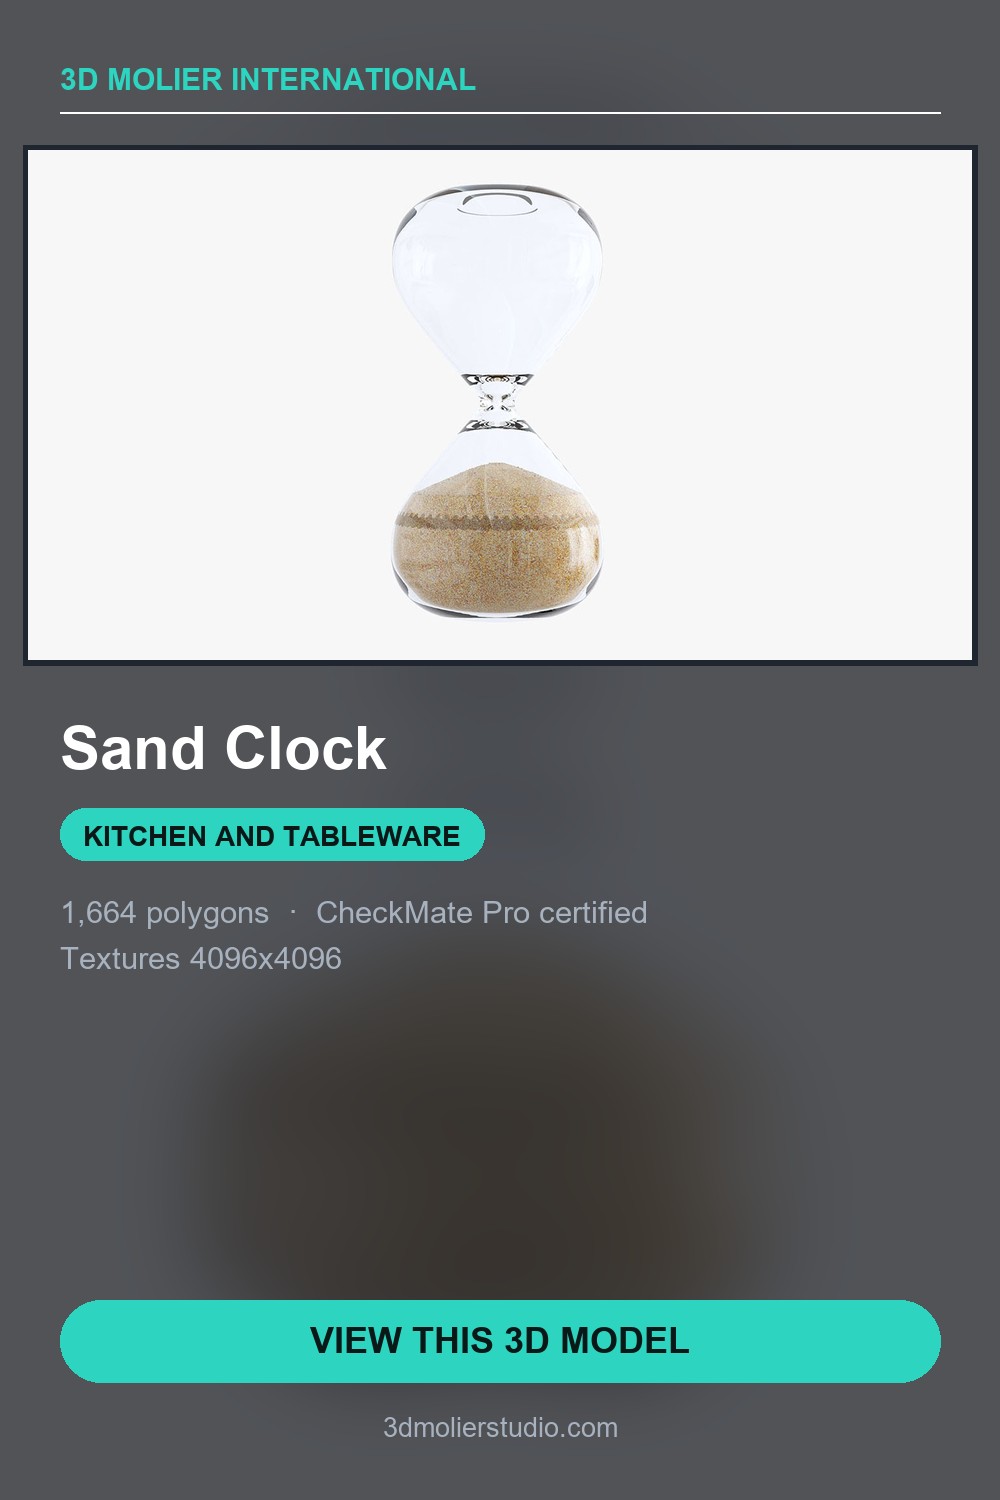 3D MOLIER INTERNATIONAL
Sand Clock
KITCHEN AND TABLEWARE
1,664 polygons · CheckMate Pro certified
Textures 4096x4096
VIEW THIS 3D MODEL
3dmolierstudio.com